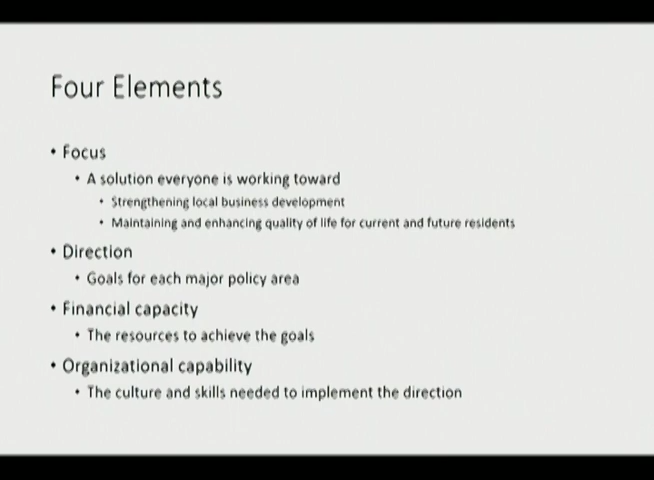 Four Elements
• Focus
• A solution everyone is working toward
• Strengthening local business development
• Maintaining and enhancing quality of life for current and future residents
• Direction
• Goals for each major policy area
• Financial capacity
• The resources to achieve the goals
• Organizational capability
• The culture and skills needed to implement the direction